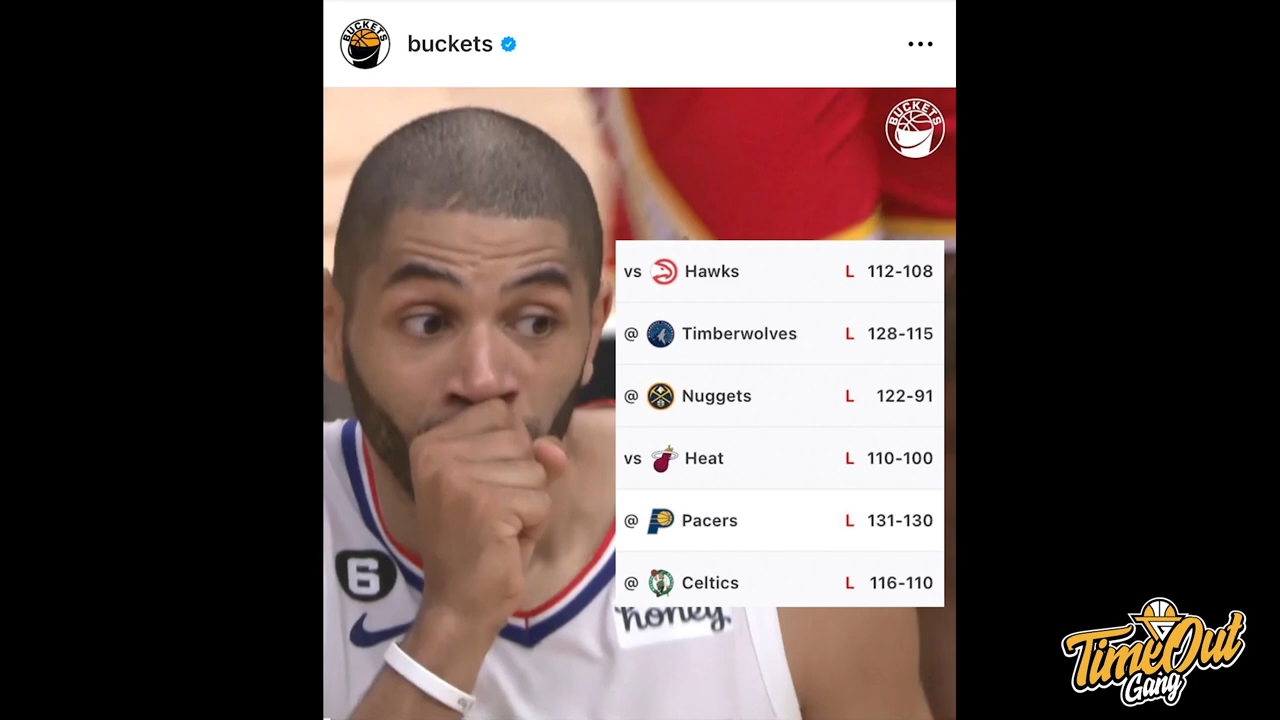 BUCKETS
buckets
BUCKETS
vs Hawks L 112-108
@ Timberwolves L 128-115
@ Nuggets L 122-91
vs Heat L 110-100
@ Pacers L 131-130
@ Celtics L 116-110
6
honey
TimeOut
Gang